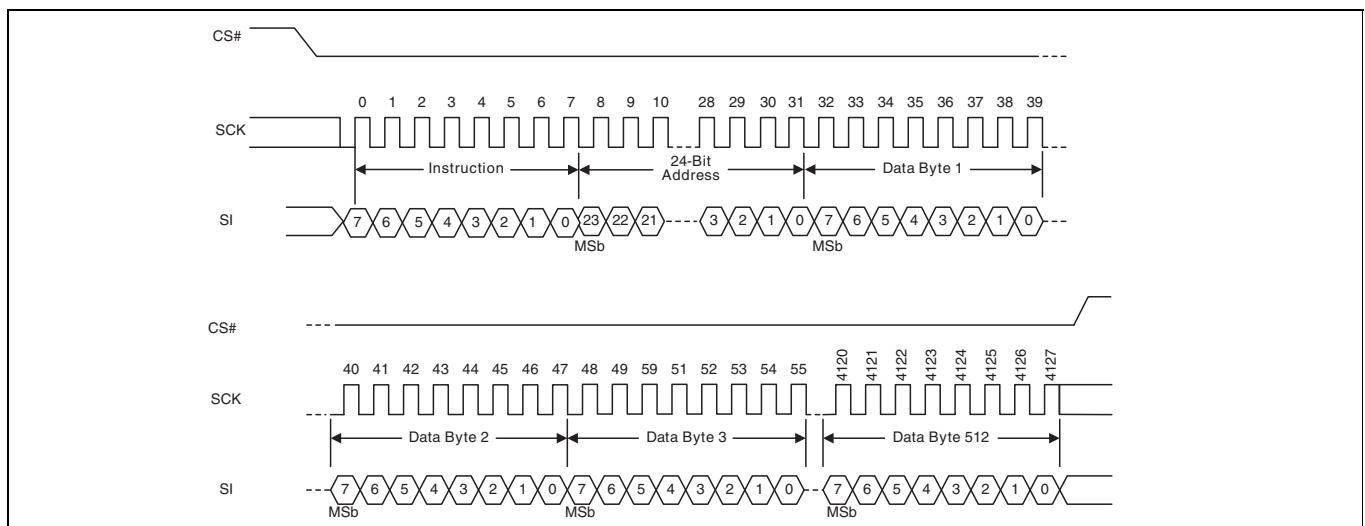 CS#
0 1 2 3 4 5 6 7 8 9 10 28 29 30 31 32 33 34 35 36 37 38 39
SCK
Instruction
24-Bit
Address
Data Byte 1
SI
7 6 5 4 3 2 1 0 23 22 21 3 2 1 0 7 6 5 4 3 2 1 0
MSb MSb
CS#
40 41 42 43 44 45 46 47 48 49 59 51 52 53 54 55 4120 4121 4122 4123 4124 4125 4126 4127
SCK
Data Byte 2 Data Byte 3 Data Byte 512
SI
7 6 5 4 3 2 1 0 7 6 5 4 3 2 1 0 7 6 5 4 3 2 1 0
MSb MSb MSb